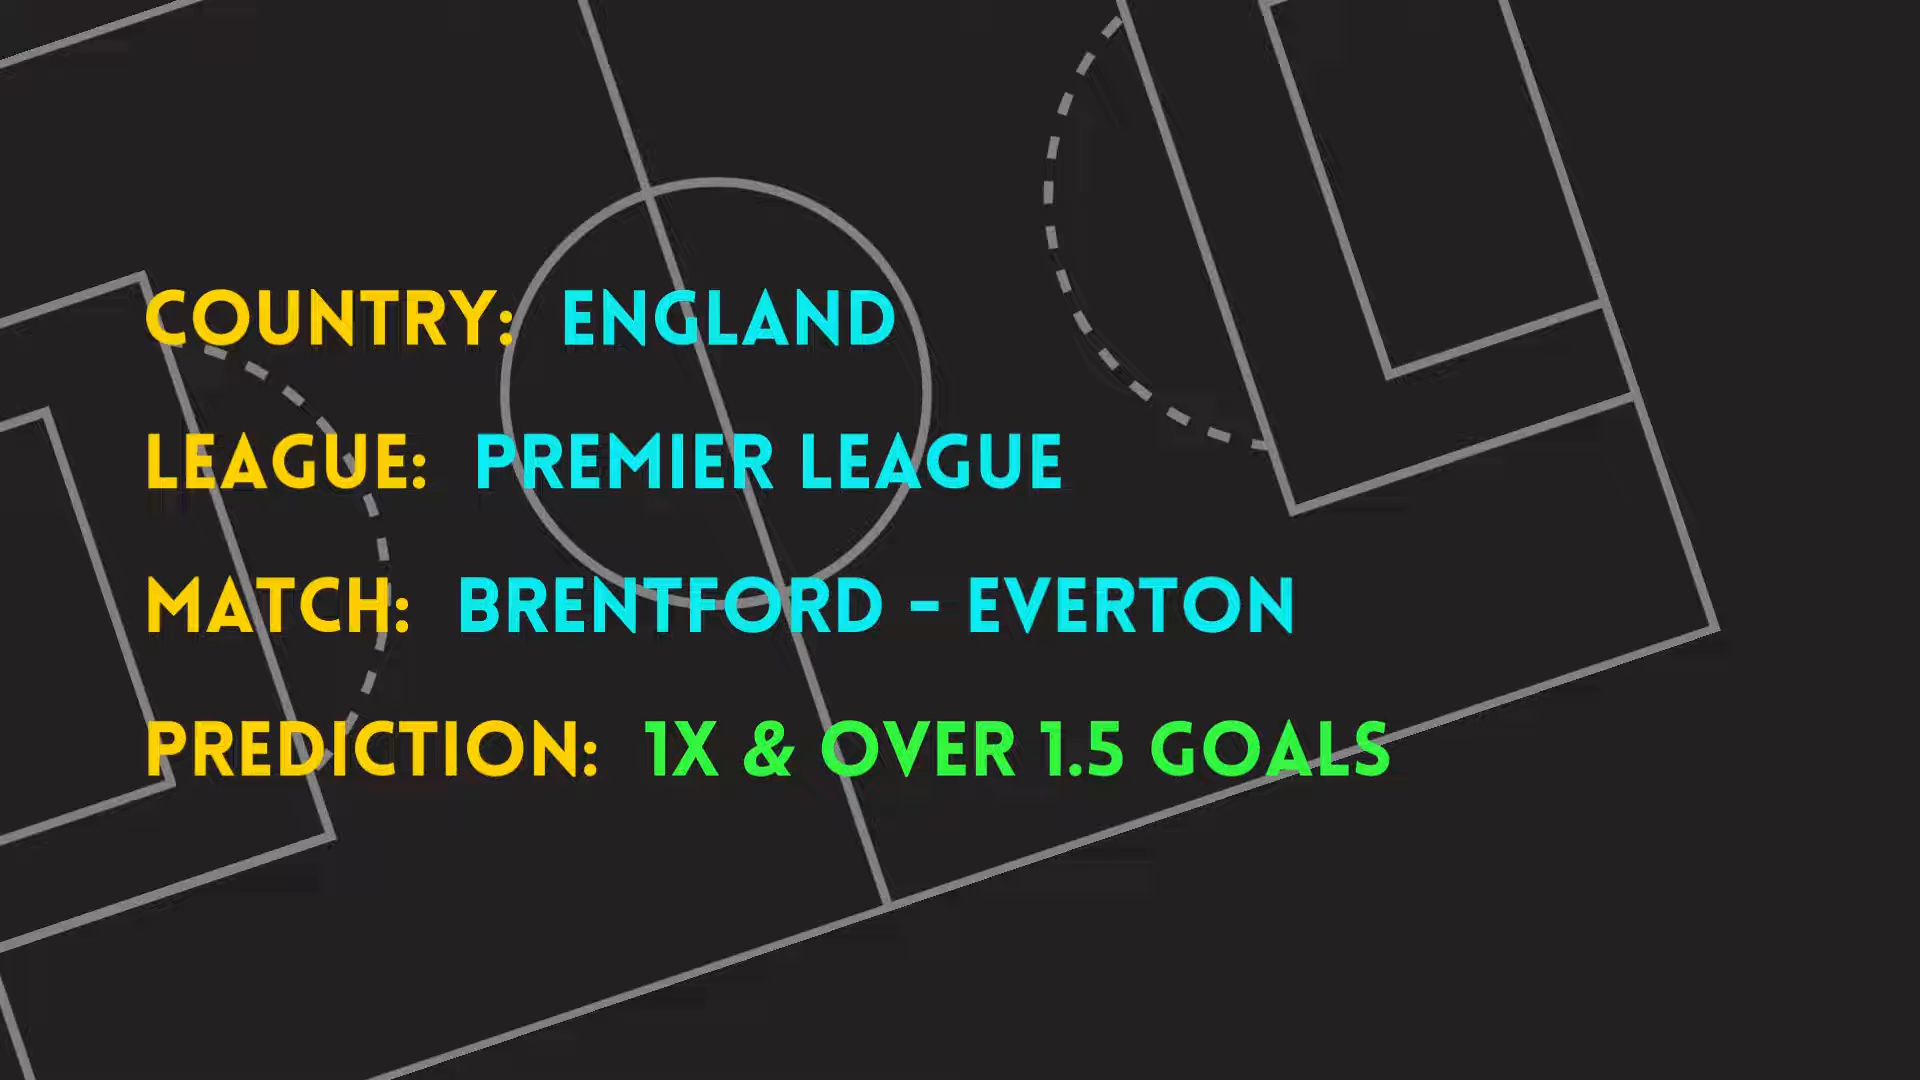 COUNTRY: ENGLAND
LEAGUE: PREMIER LEAGUE
MATCH: BRENTFORD - EVERTON
PREDICTION: 1X & OVER 1.5 GOALS